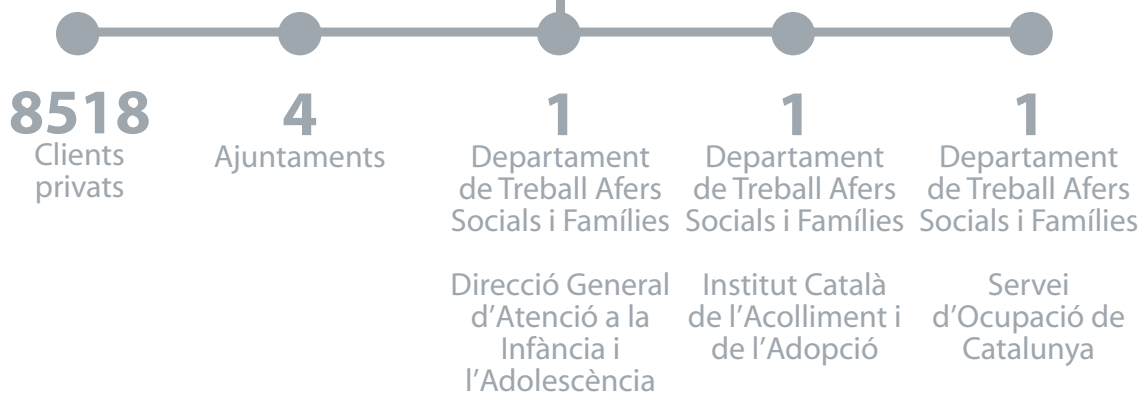 8518
Clients
privats
4
Ajuntaments
1
Departament
de Treball Afers
Socials i Famílies
Direcció General
d’Atenció a la
Infància i
l’Adolescència
1
Departament
de Treball Afers
Socials i Famílies
Institut Català
de l’Acolliment i
de l’Adopció
1
Departament
de Treball Afers
Socials i Famílies
Servei
d’Ocupació de
Catalunya